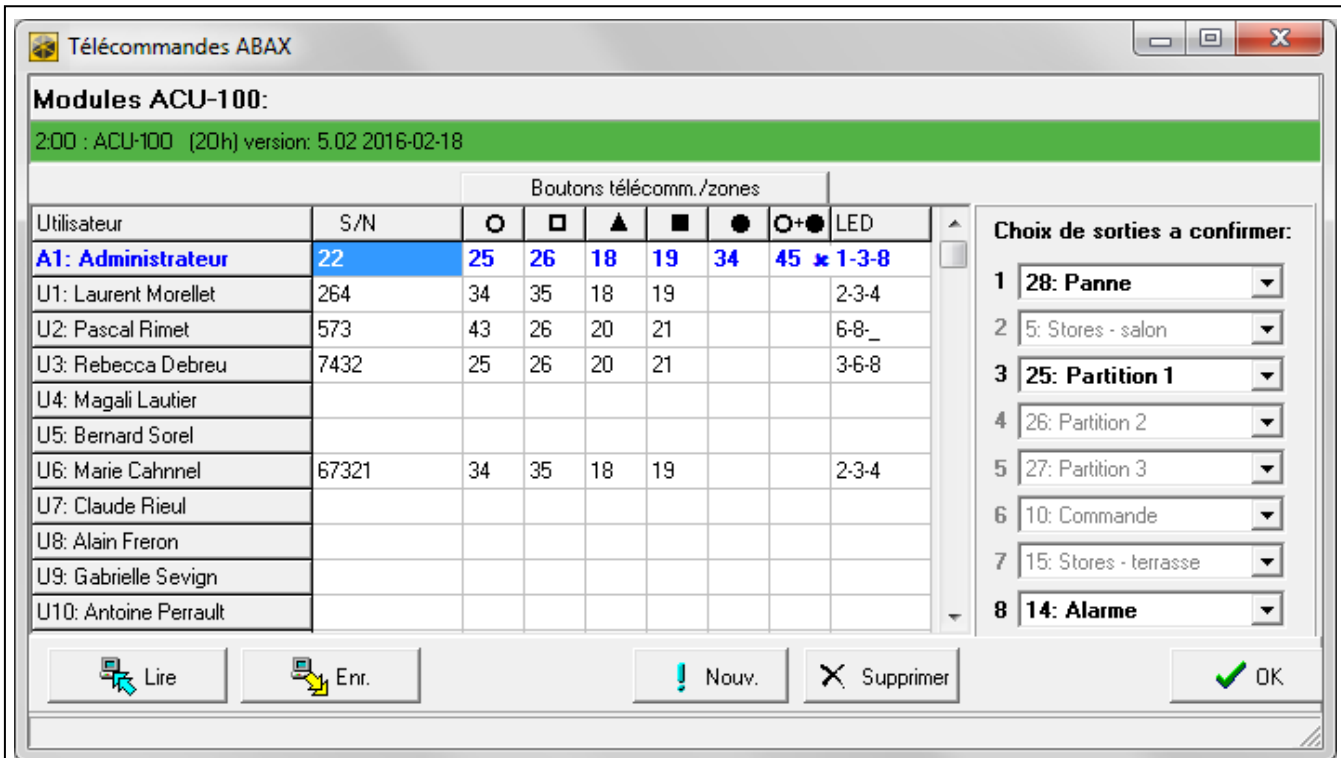 Télécommandes ABAX
Modules ACU-100:
2:00 : ACU-100 (20h) version: 5.02 2016-02-18
Boutons télécomm./zones
Utilisateur S/N LED
A1: Administrateur 22 25 26 18 19 34 45 1-3-8
U1: Laurent Morellet 264 34 35 18 19 2-3-4
U2: Pascal Rimet 573 43 26 20 21 6-8-_
U3: Rebecca Debreu 7432 25 26 20 21 3-6-8
U4: Magali Lautier
U5: Bernard Sorel
U6: Marie Cahnnel 67321 34 35 18 19 2-3-4
U7: Claude Rieul
U8: Alain Freron
U9: Gabrielle Sevign
U10: Antoine Perrault
Choix de sorties a confirmer:
1 28: Panne
2 5: Stores - salon
3 25: Partition 1
4 26: Partition 2
5 27: Partition 3
6 10: Commande
7 15: Stores - terrasse
8 14: Alarme
Lire Enr. Nouv. Supprimer OK